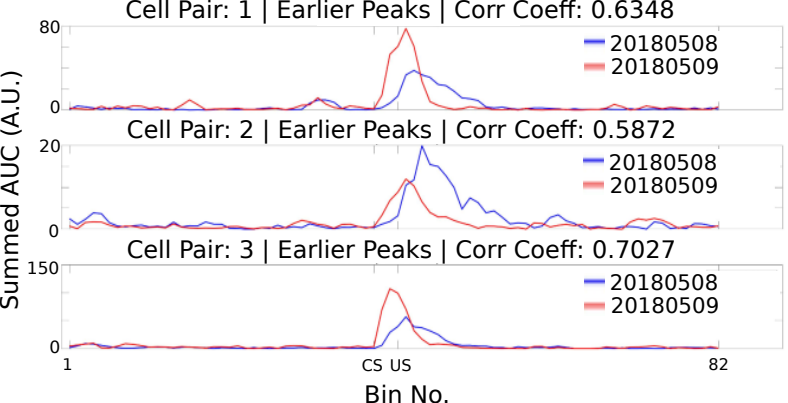 Cell Pair: 1 | Earlier Peaks | Corr Coeff: 0.6348
80
0
20180508
20180509
Cell Pair: 2 | Earlier Peaks | Corr Coeff: 0.5872
20
0
20180508
20180509
Cell Pair: 3 | Earlier Peaks | Corr Coeff: 0.7027
150
0
20180508
20180509
Summed AUC (A.U.)
1 CS US 82
Bin No.